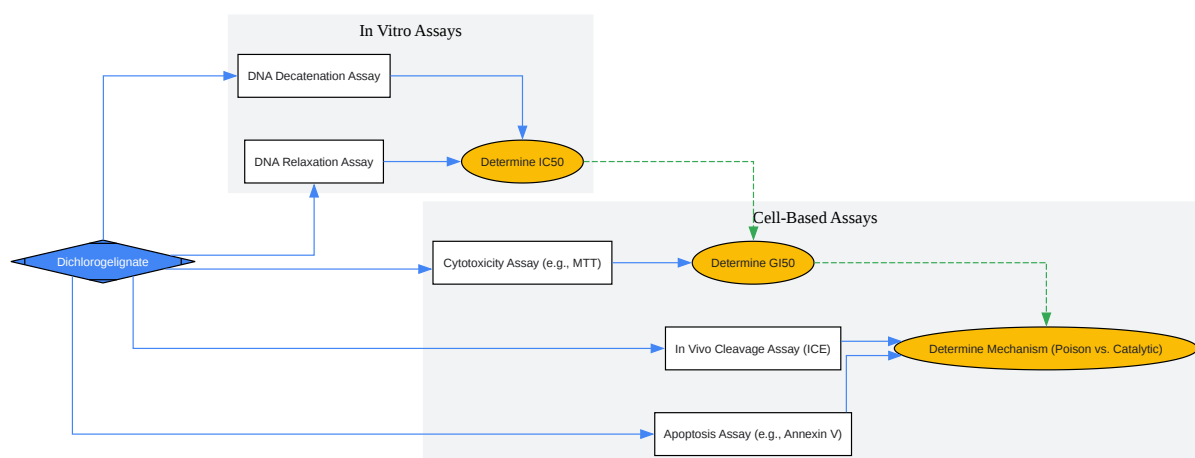 In Vitro Assays
DNA Decatenation Assay
DNA Relaxation Assay
Determine IC50
Cell-Based Assays
Dichlorogelignate
Cytotoxicity Assay (e.g., MTT)
Determine GI50
In Vivo Cleavage Assay (ICE)
Determine Mechanism (Poison vs. Catalytic)
Apoptosis Assay (e.g., Annexin V)